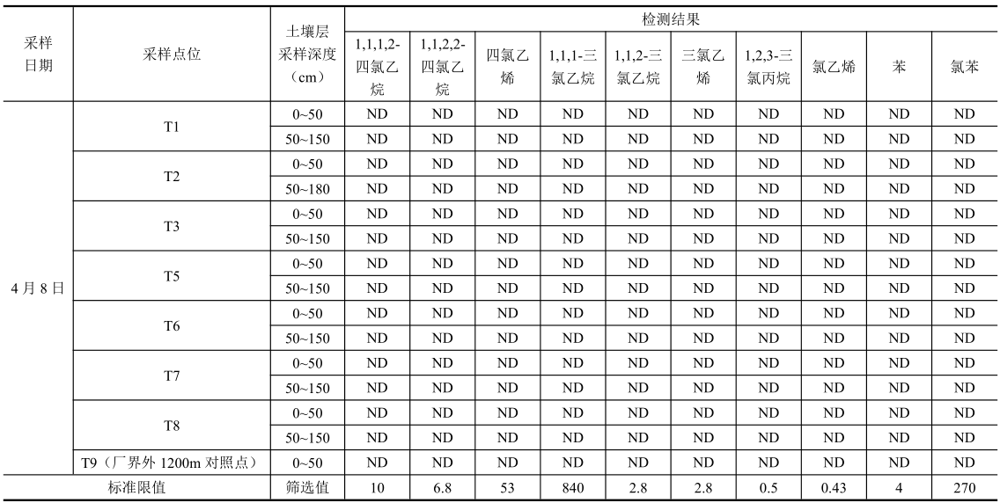 采样日期 采样点位 土壤层采样深度（cm） 检测结果
1,1,1,2-四氯乙烷 1,1,2,2-四氯乙烷 四氯乙烯 1,1,1-三氯乙烷 1,1,2-三氯乙烷 三氯乙烯 1,2,3-三氯丙烷 氯乙烯 苯 氯苯
4月8日
T1 0~50 ND ND ND ND ND ND ND ND ND ND
50~150 ND ND ND ND ND ND ND ND ND ND
T2 0~50 ND ND ND ND ND ND ND ND ND ND
50~180 ND ND ND ND ND ND ND ND ND ND
T3 0~50 ND ND ND ND ND ND ND ND ND ND
50~150 ND ND ND ND ND ND ND ND ND ND
T5 0~50 ND ND ND ND ND ND ND ND ND ND
50~150 ND ND ND ND ND ND ND ND ND ND
T6 0~50 ND ND ND ND ND ND ND ND ND ND
50~150 ND ND ND ND ND ND ND ND ND ND
T7 0~50 ND ND ND ND ND ND ND ND ND ND
50~150 ND ND ND ND ND ND ND ND ND ND
T8 0~50 ND ND ND ND ND ND ND ND ND ND
50~150 ND ND ND ND ND ND ND ND ND ND
T9（厂界外1200m对照点） 0~50 ND ND ND ND ND ND ND ND ND ND
标准限值 筛选值 10 6.8 53 840 2.8 2.8 0.5 0.43 4 270